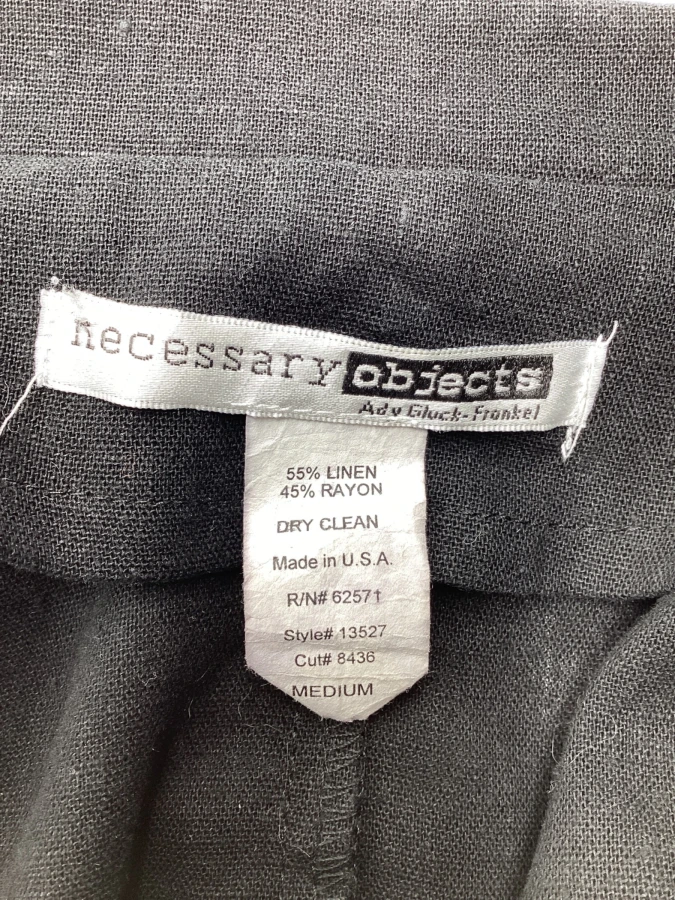 necessary objects
Ady Gluck-Frankel
55% LINEN
45% RAYON
DRY CLEAN
Made in U.S.A.
R/N# 62571
Style# 13527
Cut# 8436
MEDIUM